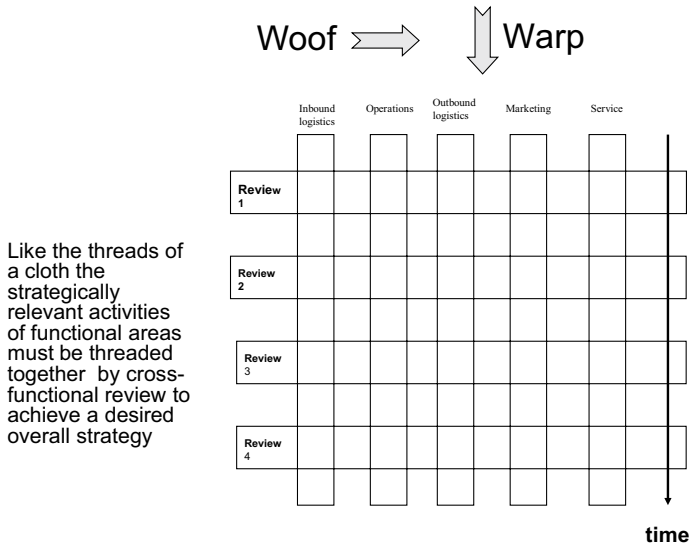 Woof Warp
Inbound
logistics
Operations
Outbound
logistics
Marketing
Service
Review
1
Review
2
Review
3
Review
4
Like the threads of
a cloth the
strategically
relevant activities
of functional areas
must be threaded
together by cross-
functional review to
achieve a desired
overall strategy
time